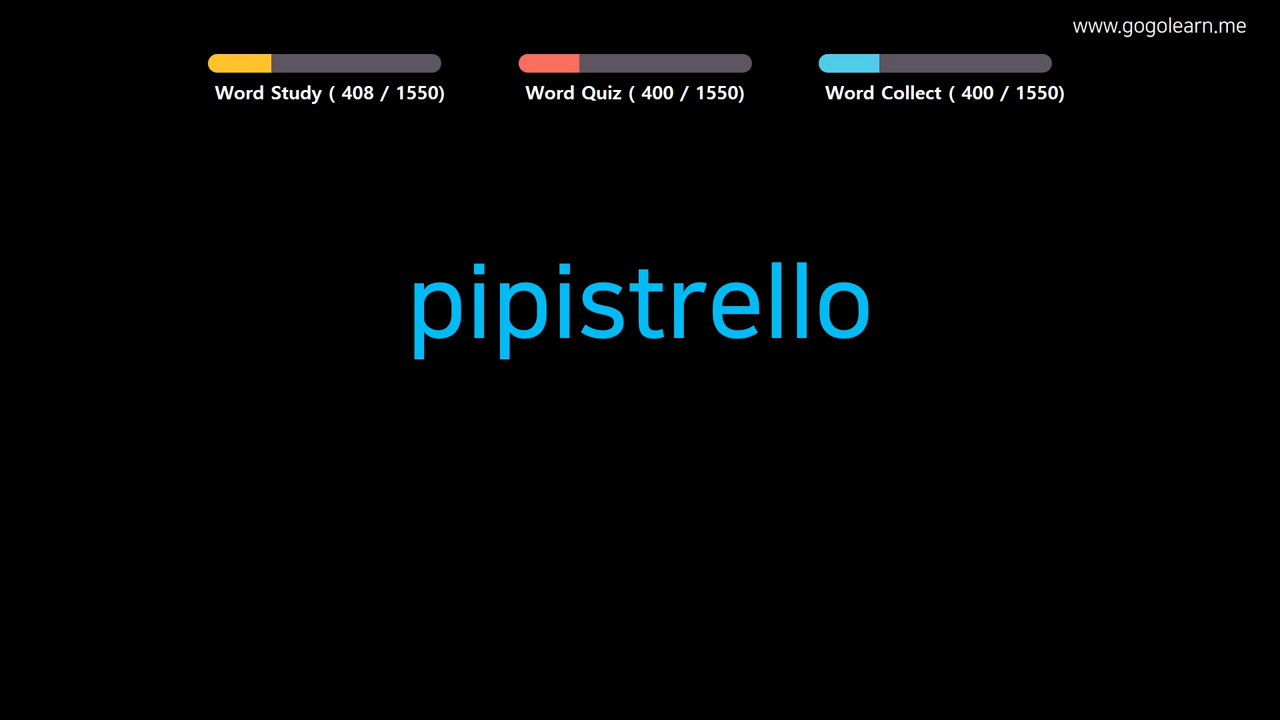 www.gogolearn.me
Word Study ( 408 / 1550)
Word Quiz ( 400 / 1550)
Word Collect ( 400 / 1550)
pipistrello